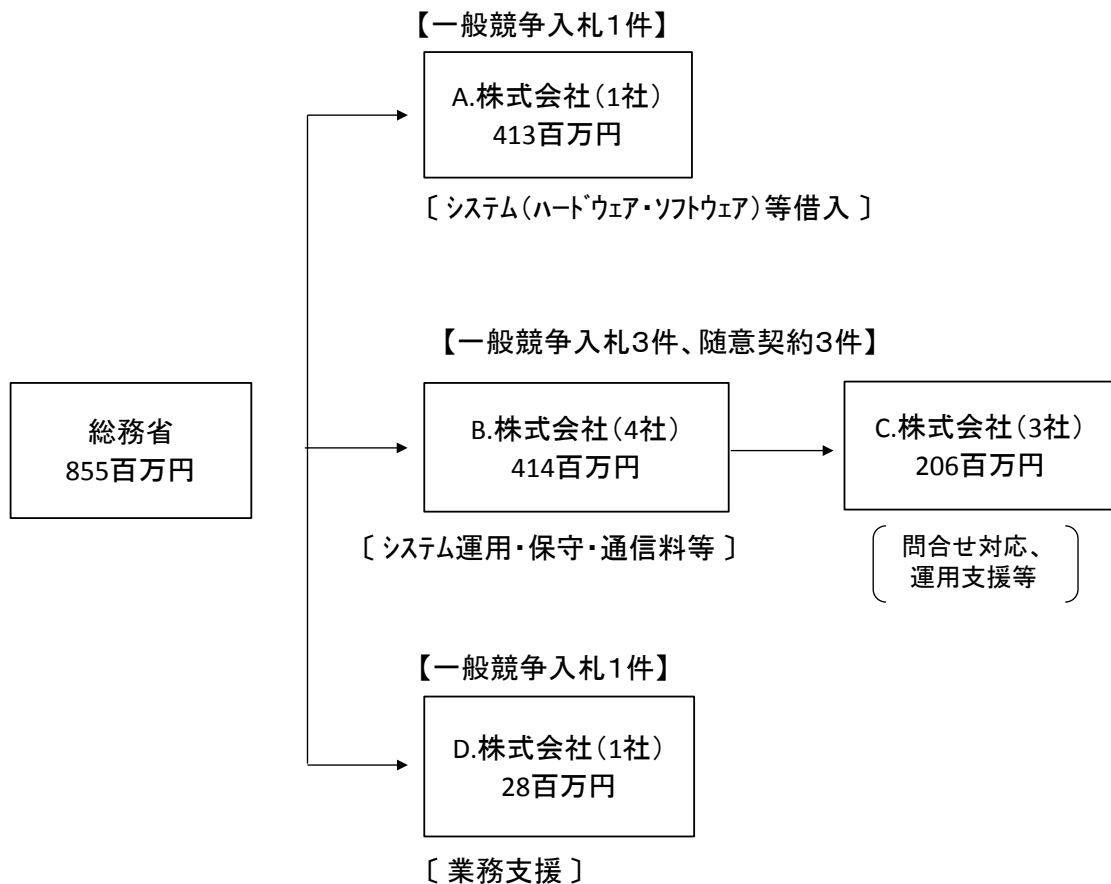 【一般競争入札1件】
A.株式会社(1社)
413百万円
〔 システム(ハードウェア・ソフトウェア)等借入 〕
【一般競争入札3件、随意契約3件】
総務省
855百万円
B.株式会社(4社)
414百万円
C.株式会社(3社)
206百万円
〔 システム運用・保守・通信料等 〕
問合せ対応、
運用支援等
【一般競争入札1件】
D.株式会社(1社)
28百万円
〔 業務支援 〕